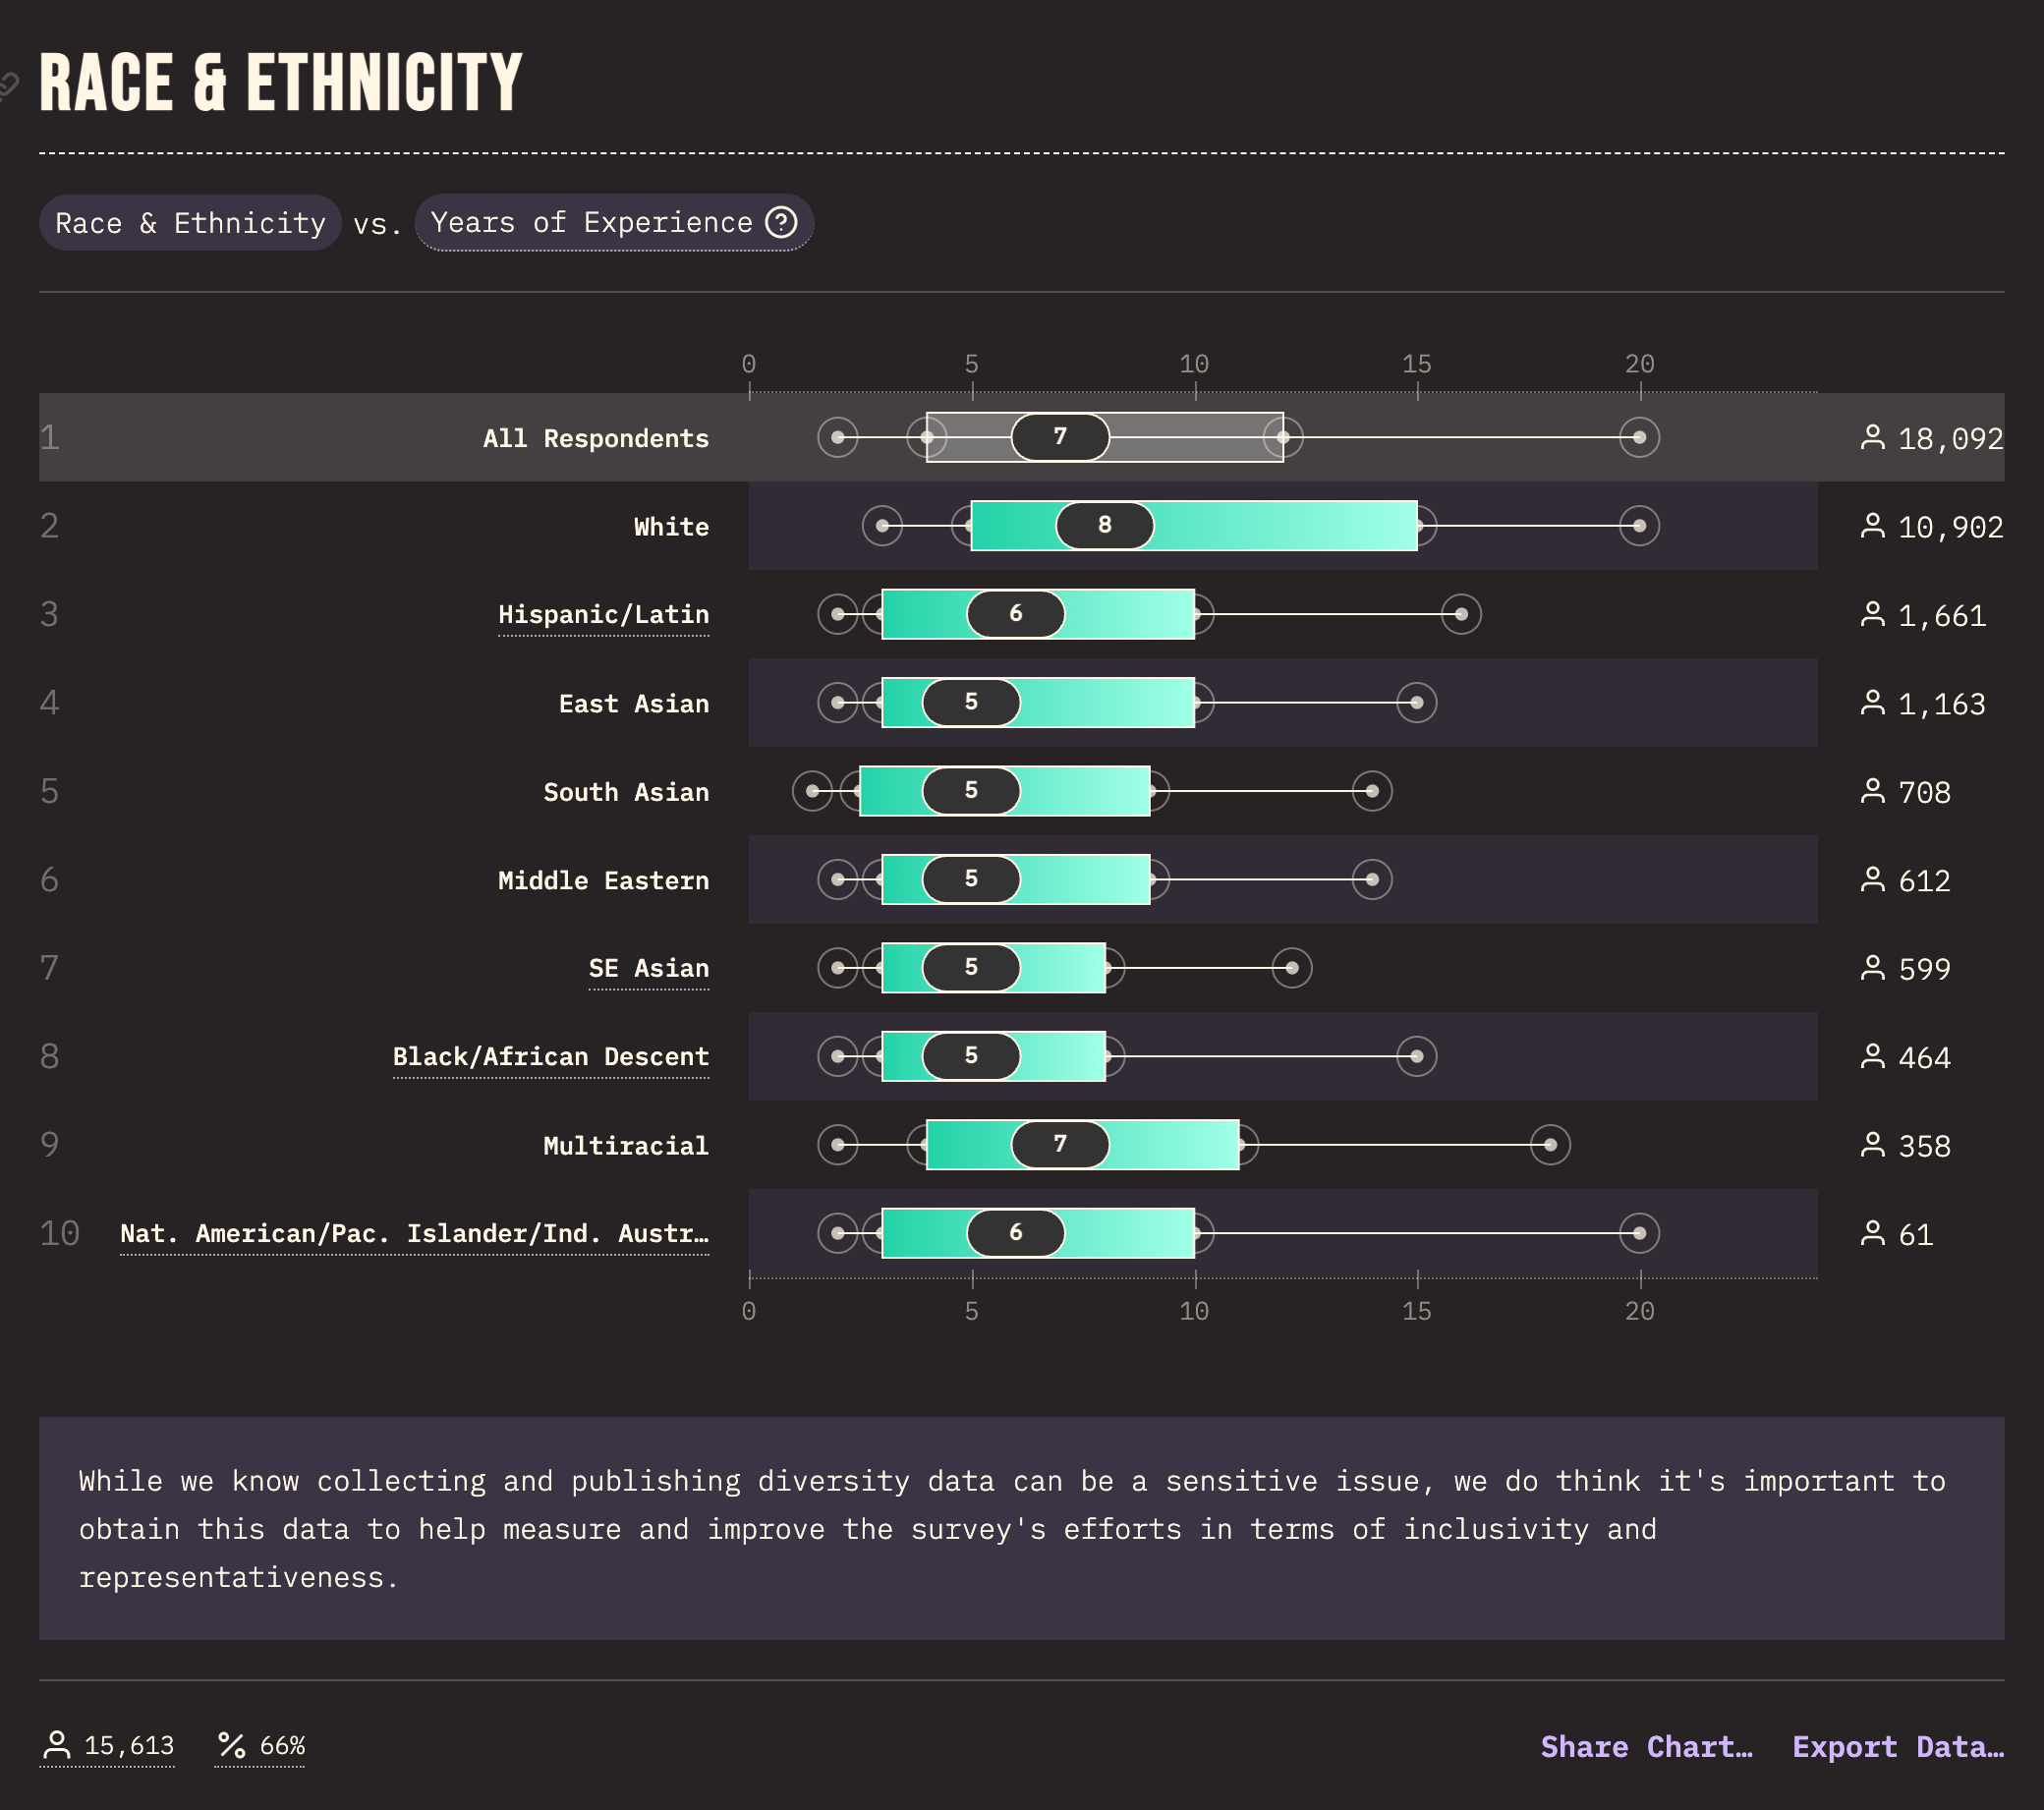 RACE & ETHNICITY
Race & Ethnicity vs. Years of Experience ?
0 5 10 15 20
1 All Respondents 7 18,092
2 White 8 10,902
3 Hispanic/Latin 6 1,661
4 East Asian 5 1,163
5 South Asian 5 708
6 Middle Eastern 5 612
7 SE Asian 5 599
8 Black/African Descent 5 464
9 Multiracial 7 358
10 Nat. American/Pac. Islander/Ind. Austr… 6 61
0 5 10 15 20
While we know collecting and publishing diversity data can be a sensitive issue, we do think it's important to
obtain this data to help measure and improve the survey's efforts in terms of inclusivity and
representativeness.
15,613 % 66% Share Chart… Export Data…